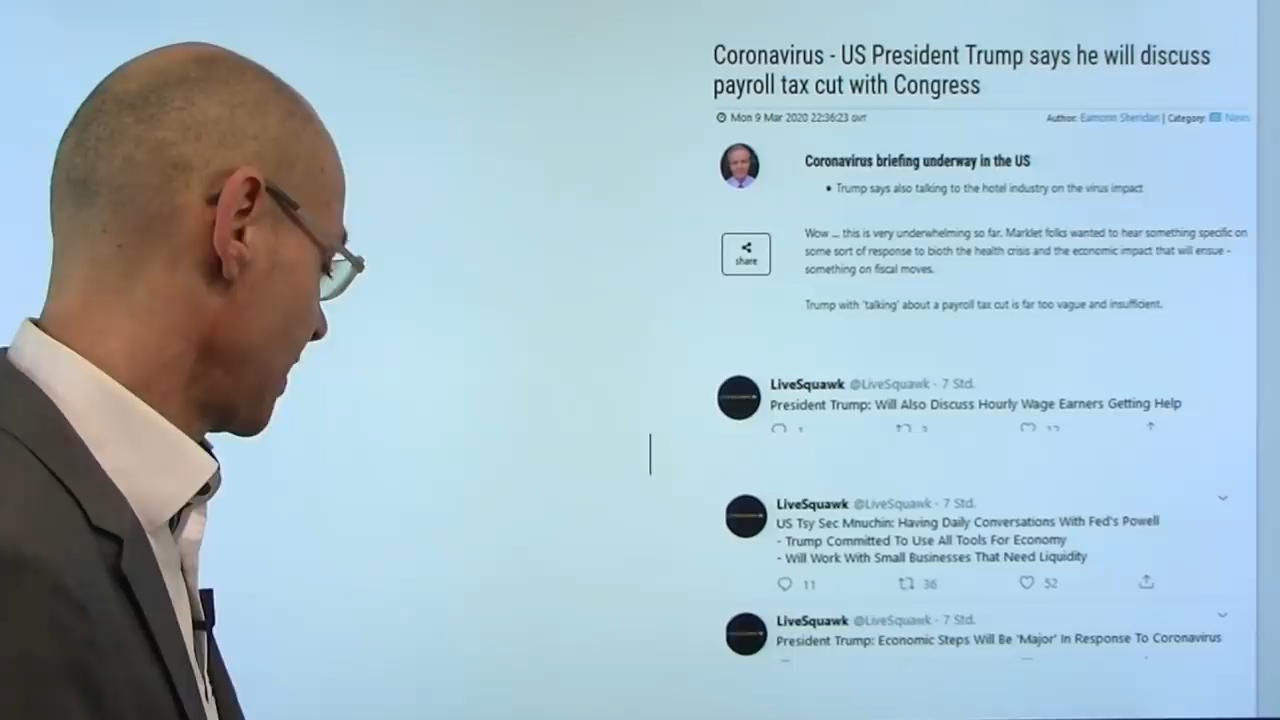 Coronavirus - US President Trump says he will discuss
payroll tax cut with Congress
Mon 9 Mar 2020 22:36:23 GMT
Author: Eamonn Sheridan | Category: News
Coronavirus briefing underway in the US
• Trump says also talking to the hotel industry on the virus impact
Wow ... this is very underwhelming so far. Marklet folks wanted to hear something specific on
some sort of response to bioth the health crisis and the economic impact that will ensue -
something on fiscal moves.
share
Trump with 'talking' about a payroll tax cut is far too vague and insufficient.
LiveSquawk @LiveSquawk · 7 Std.
President Trump: Will Also Discuss Hourly Wage Earners Getting Help
LiveSquawk @LiveSquawk · 7 Std.
US Tsy Sec Mnuchin: Having Daily Conversations With Fed's Powell
- Trump Committed To Use All Tools For Economy
- Will Work With Small Businesses That Need Liquidity
11 36 52
LiveSquawk @LiveSquawk · 7 Std.
President Trump: Economic Steps Will Be 'Major' In Response To Coronavirus